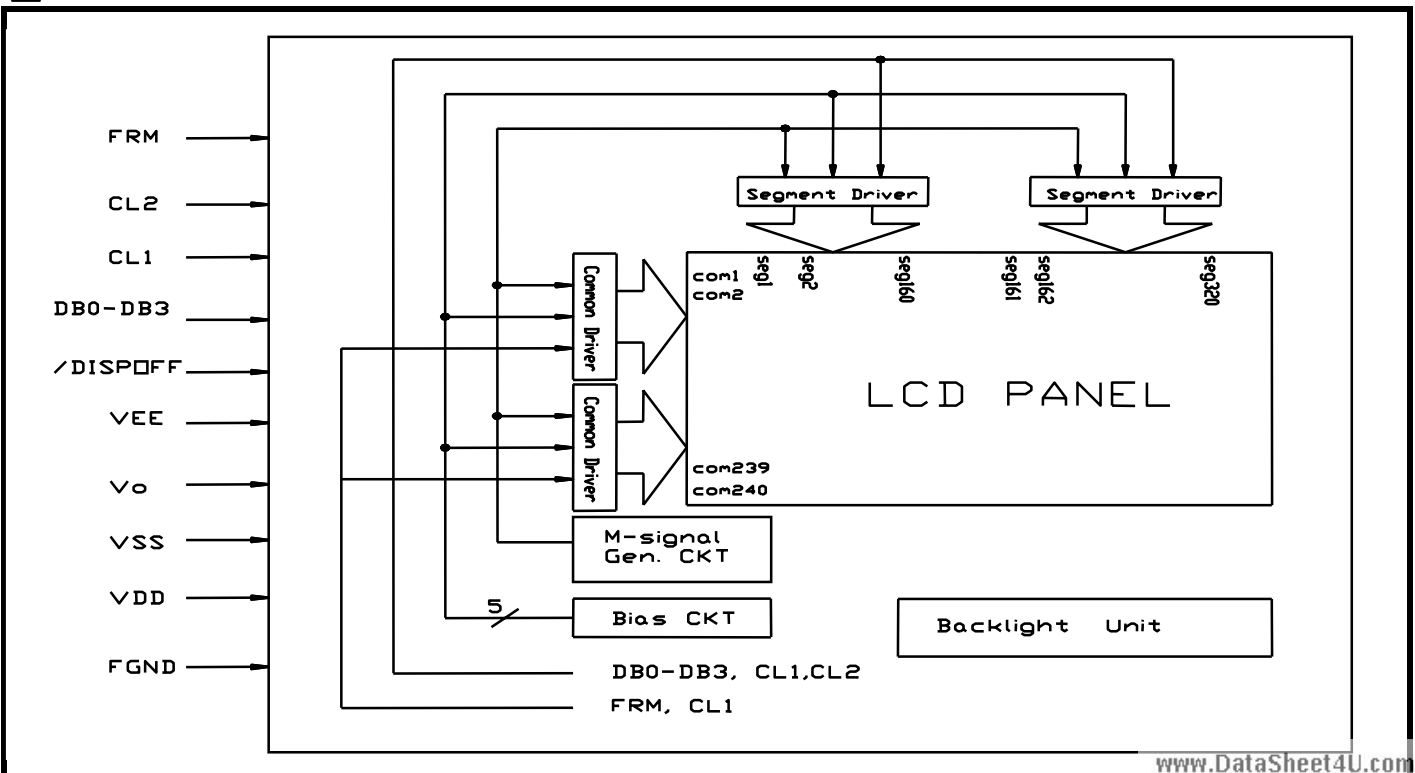 FRM
CL2
CL1
DB0-DB3
/DISPOFF
VEE
Vo
VSS
VDD
FGND
Segment Driver
Segment Driver
Common Driver
Common Driver
com1
com2
seg1
seg2
seg160
seg161
seg162
seg320
LCD PANEL
com239
com240
M-signal
Gen. CKT
5
Bias CKT
Backlight Unit
DB0-DB3, CL1,CL2
FRM, CL1
www.DataSheet4U.com